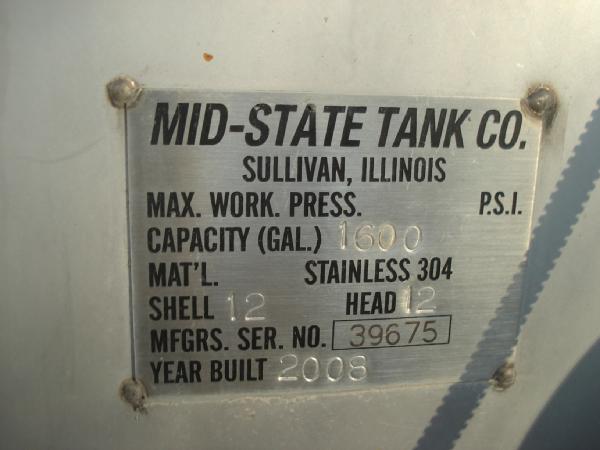 MID-STATE TANK CO.
SULLIVAN, ILLINOIS
MAX. WORK. PRESS. P.S.I.
CAPACITY (GAL.) 1600
MAT'L. STAINLESS 304
SHELL 12 HEAD 12
MFGRS. SER. NO. 39675
YEAR BUILT 2008